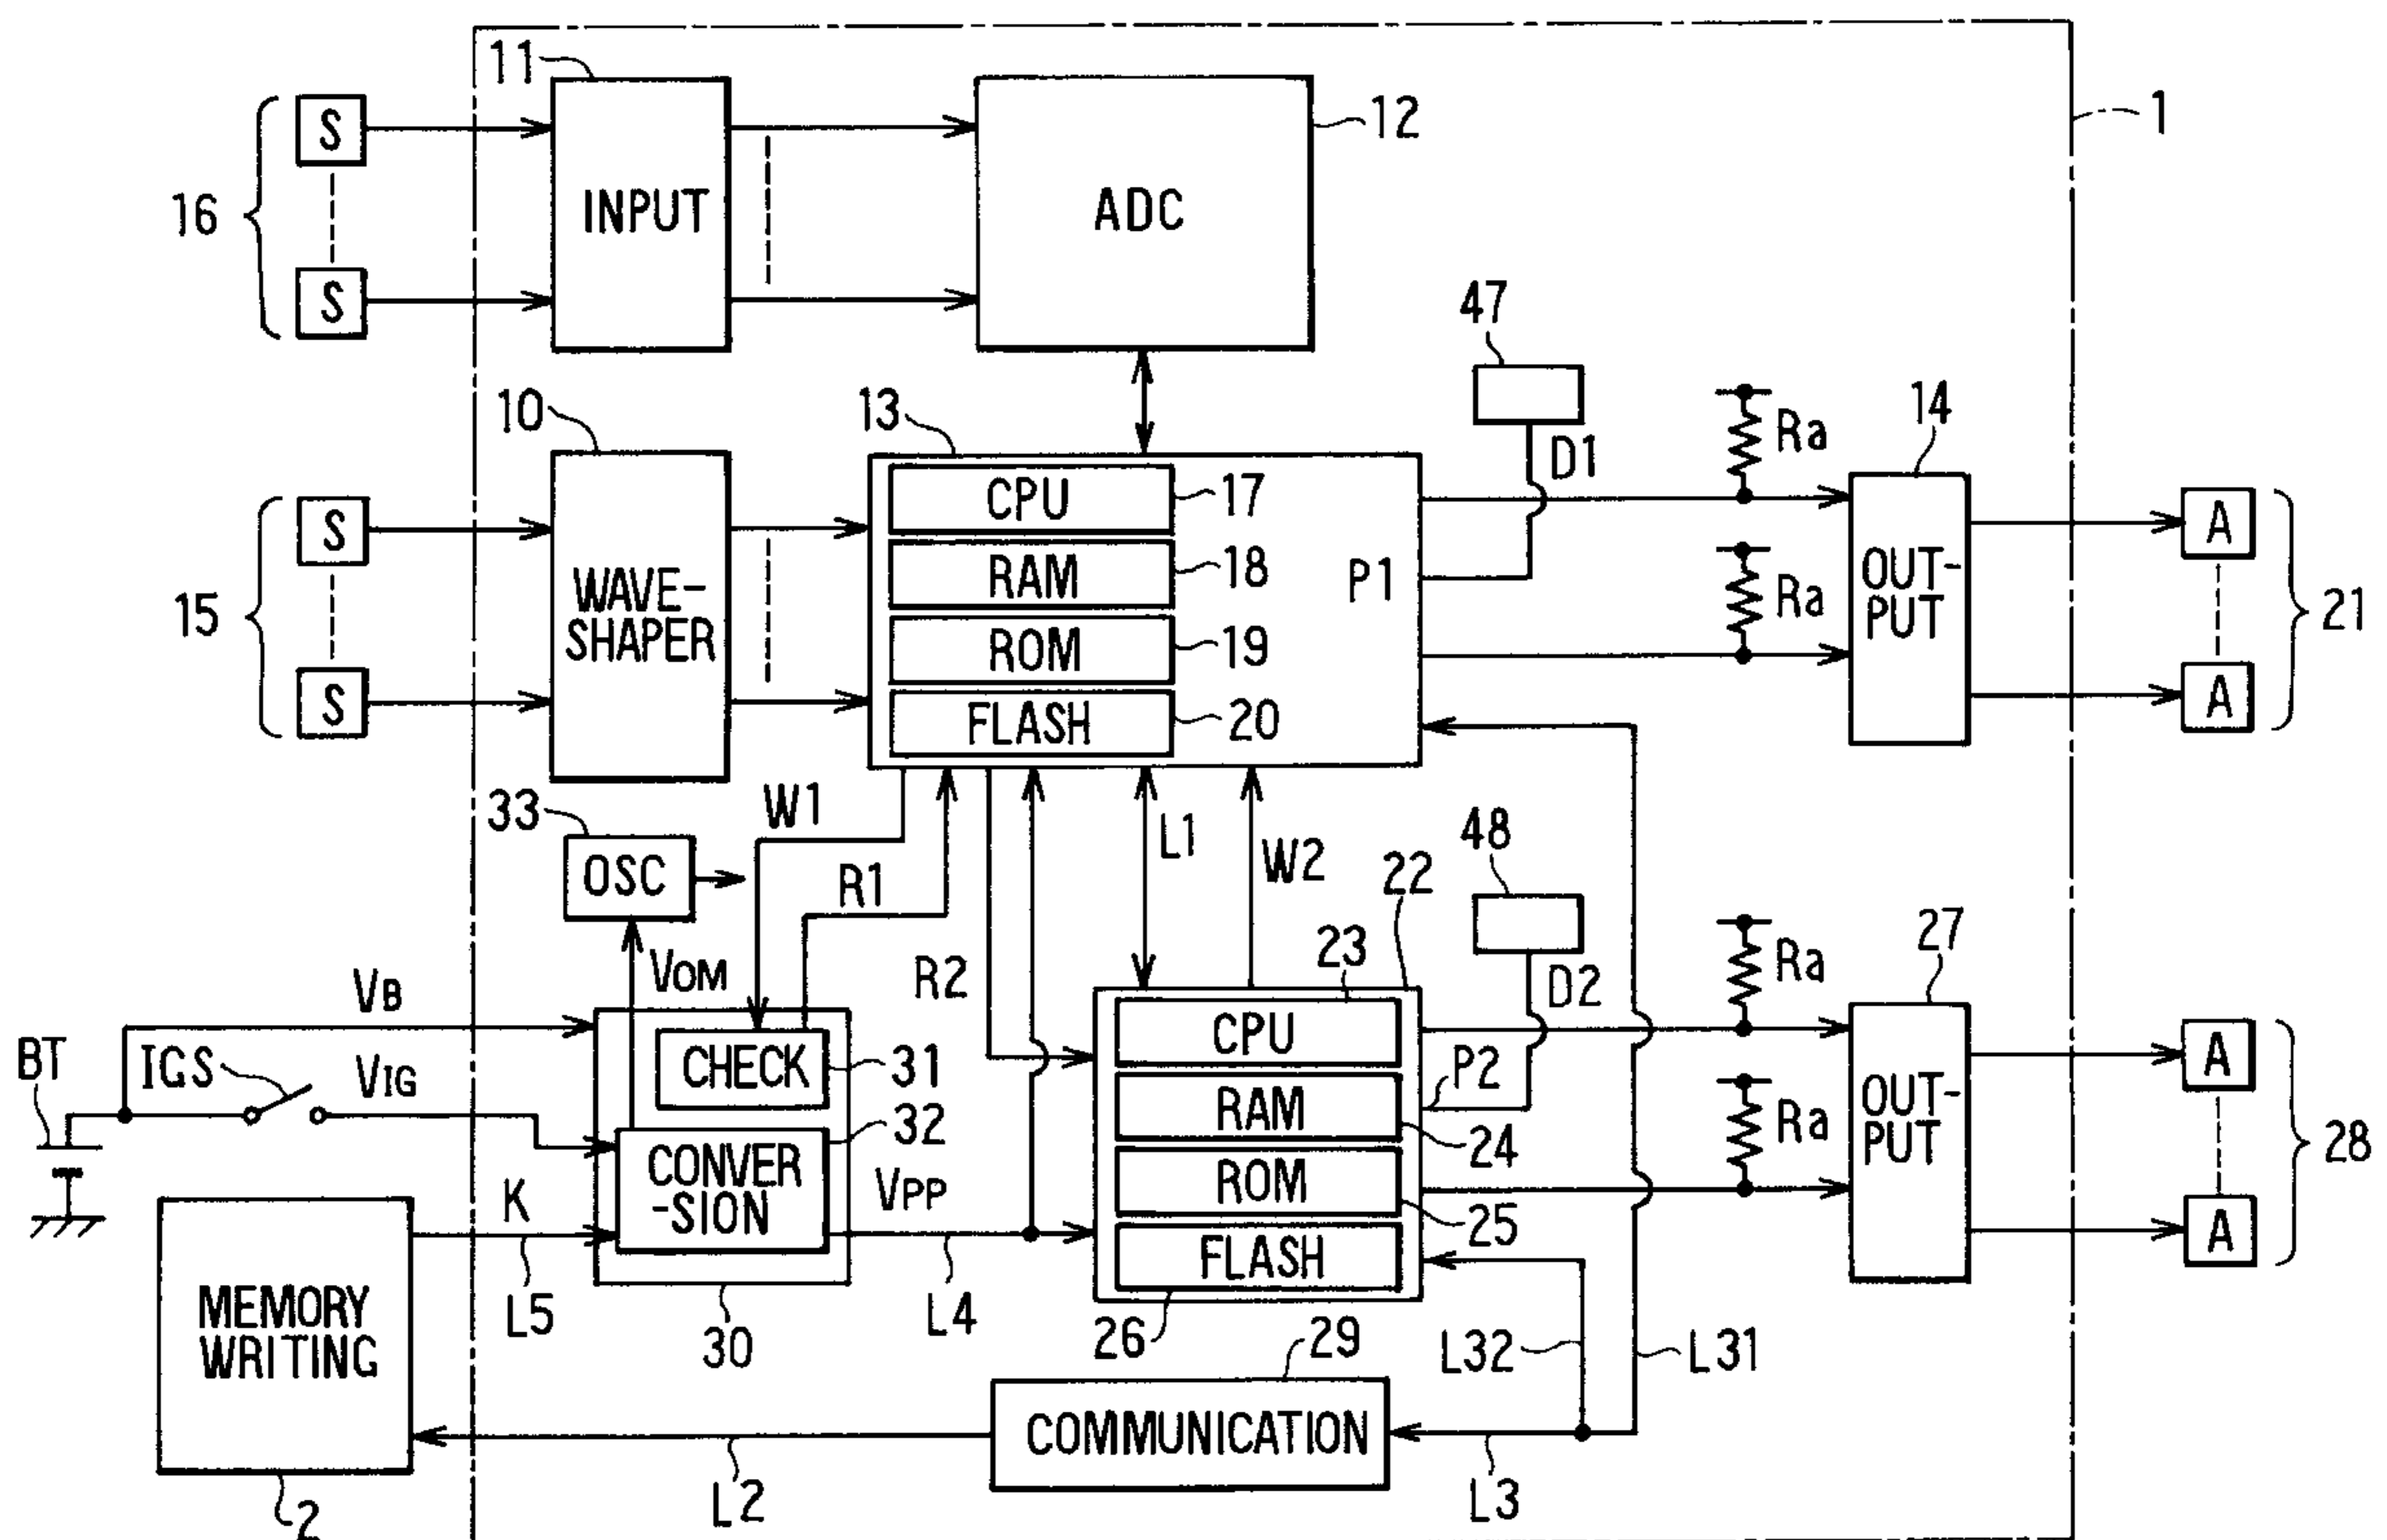 11
S
16
S
INPUT
ADC
12
1
47
10
13
14
S
15
S
WAVE-
SHAPER
CPU
17
RAM
18
ROM
19
FLASH
20
P1
D1
Ra
Ra
OUT-
PUT
A
21
A
33
OSC
W1
R1
L1
W2
48
22
27
VOM
R2
23
D2
VB
BT
IGS
VIG
CHECK
31
32
CONVER
-SION
VPP
K
L5
30
L4
CPU
RAM
24
ROM
25
FLASH
26
P2
Ra
Ra
OUT-
PUT
A
28
A
MEMORY
WRITING
2
29
L32
L31
COMMUNICATION
L2
L3